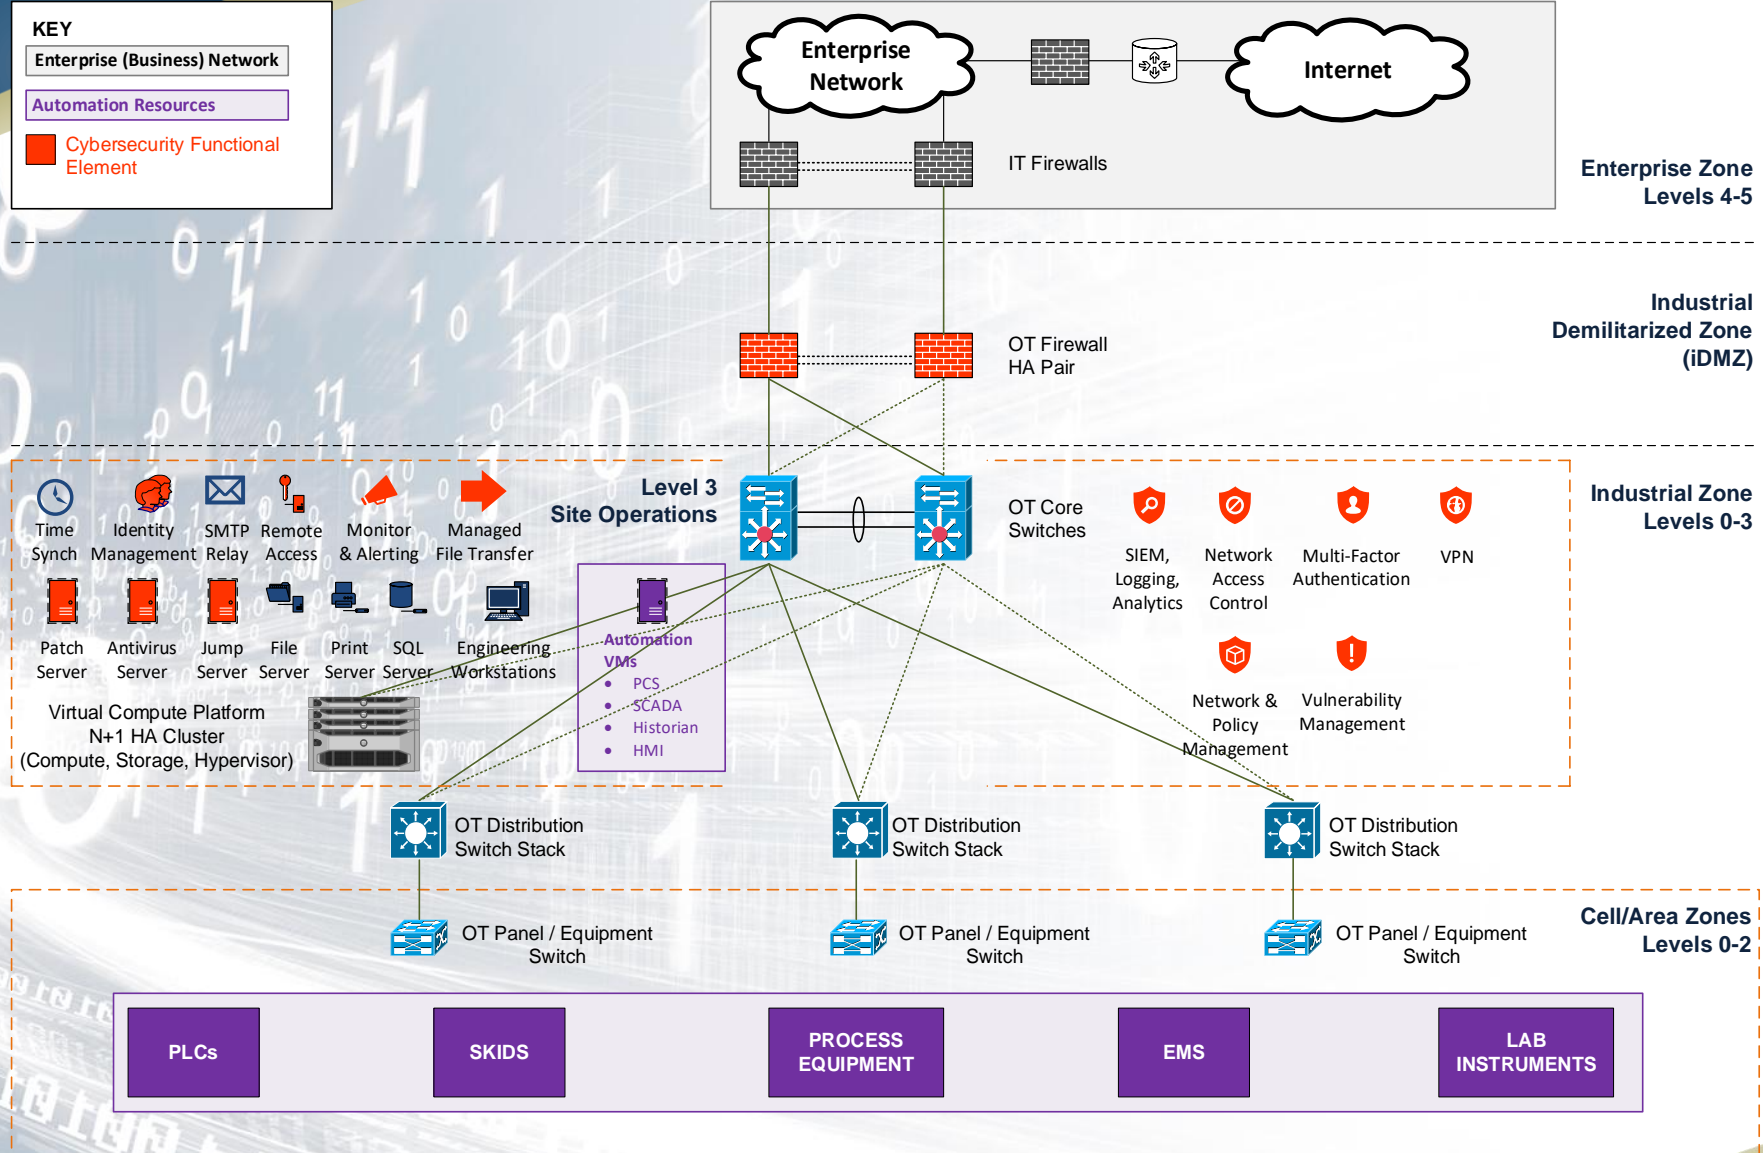 KEY
Enterprise (Business) Network
Automation Resources
Cybersecurity Functional
Element
Enterprise
Network
Internet
IT Firewalls
Enterprise Zone
Levels 4-5
Industrial
Demilitarized Zone
(iDMZ)
OT Firewall
HA Pair
Level 3
Site Operations
OT Core
Switches
Industrial Zone
Levels 0-3
Time
Synch
Identity
Management
SMTP
Relay
Remote
Access
Monitor
& Alerting
Managed
File Transfer
Patch
Server
Antivirus
Server
Jump
Server
File
Server
Print
Server
SQL
Server
Engineering
Workstations
Virtual Compute Platform
N+1 HA Cluster
(Compute, Storage, Hypervisor)
Automation
VMs
• PCS
• SCADA
• Historian
• HMI
SIEM,
Logging,
Analytics
Network
Access
Control
Multi-Factor
Authentication
VPN
Network &
Policy
Management
Vulnerability
Management
OT Distribution
Switch Stack
OT Distribution
Switch Stack
OT Distribution
Switch Stack
Cell/Area Zones
Levels 0-2
OT Panel / Equipment
Switch
OT Panel / Equipment
Switch
OT Panel / Equipment
Switch
PLCs
SKIDS
PROCESS
EQUIPMENT
EMS
LAB
INSTRUMENTS